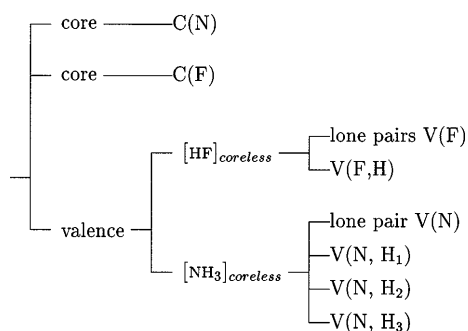 core C(N)
core C(F)
lone pairs V(F)
[HF]coreless
V(F,H)
valence
lone pair V(N)
V(N, H₁)
[NH₃]coreless
V(N, H₂)
V(N, H₃)